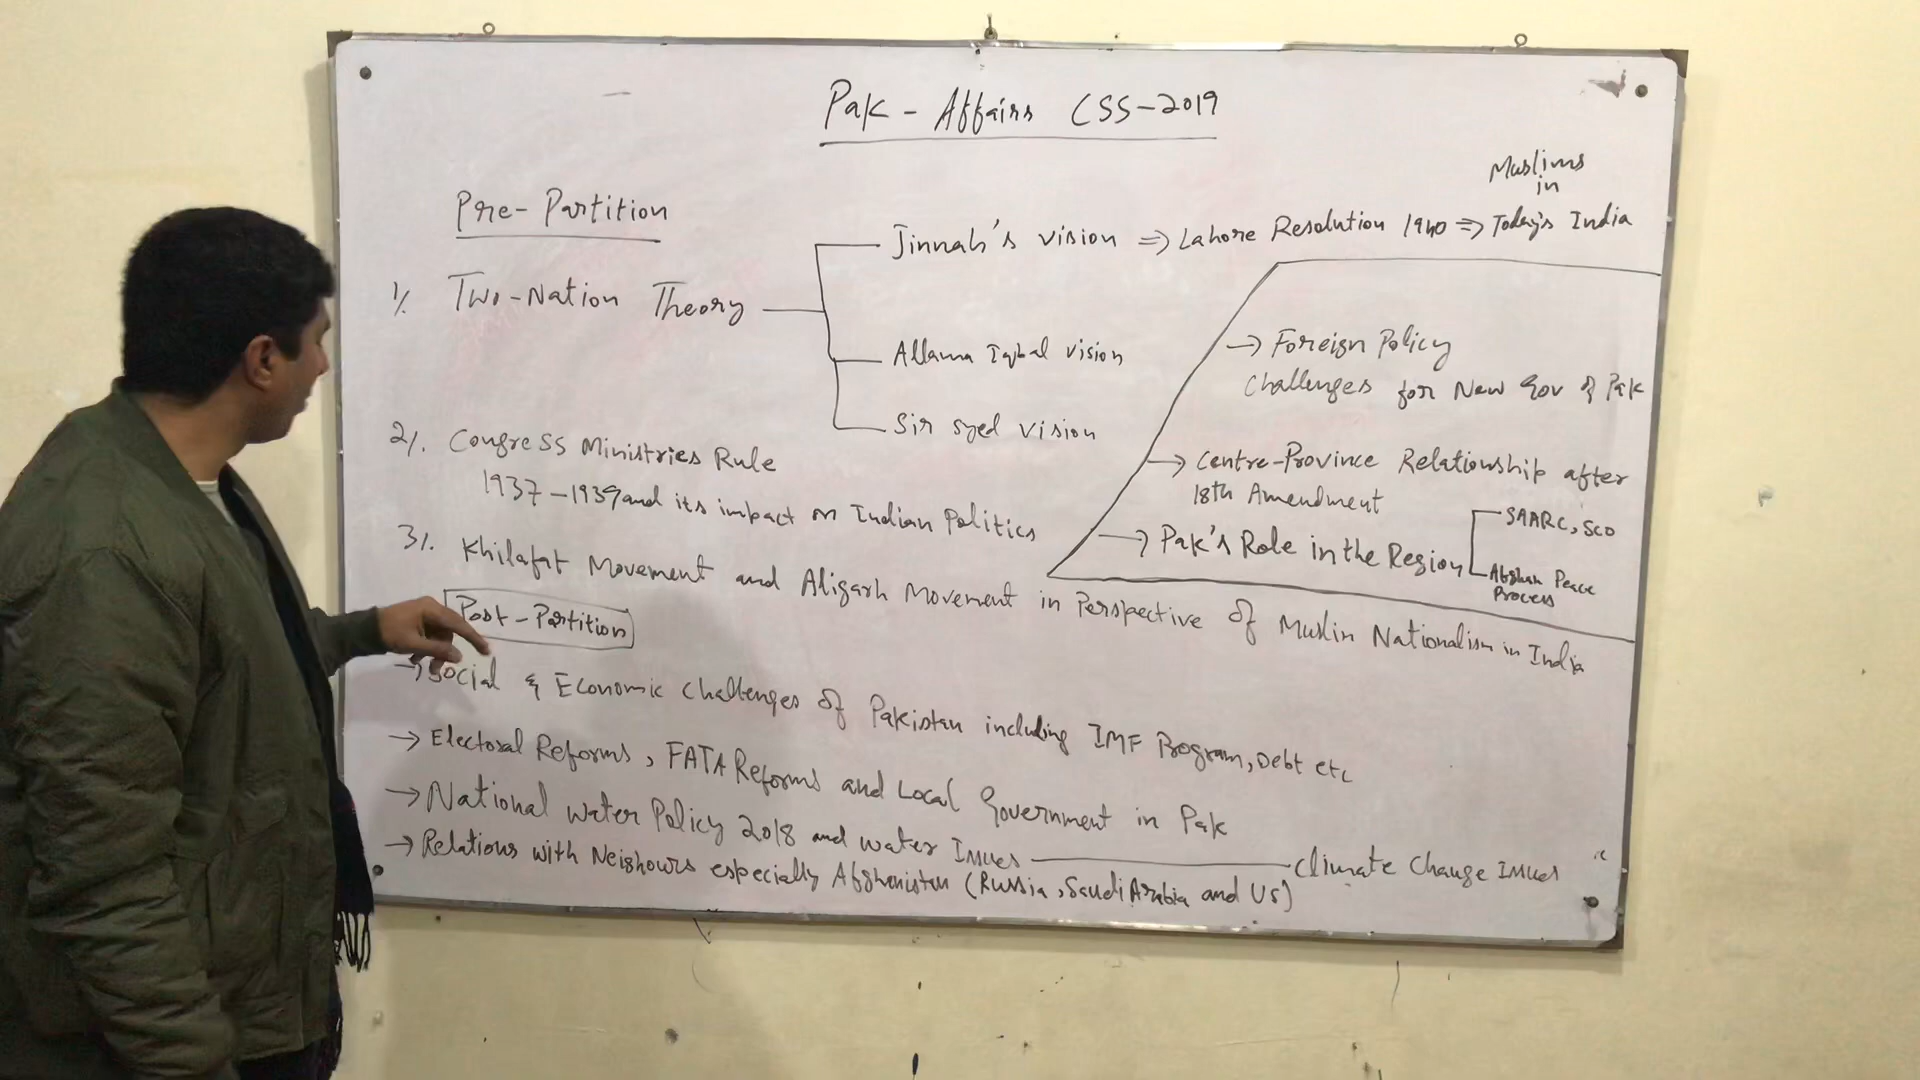 Pak - Affairs CSS-2019
Pre-Partition
1/. Two-Nation Theory
Jinnah's vision => Lahore Resolution 1940 => Today's India
Muslims
in
Allama Iqbal vision
Sir Syed vision
2/. Congress Ministries Rule
1937-1939 and its impact on Indian Politics
3/. Khilafat Movement and Aligarh Movement in Perspective of Muslim Nationalism in India
→ Foreign Policy
Challenges for New Gov of Pak
→ Centre-Province Relationship after
18th Amendment
→ Pak's Role in the Region
SAARC, SCO
Afghan Peace
Process
Post-Partition
→ Social & Economic Challenges of Pakistan including IMF Program, Debt etc
→ Electoral Reforms, FATA Reforms and Local Government in Pak
→ National Water Policy 2018 and water Issues — Climate Change Issues
→ Relations with Neighours especially Afghanistan (Russia, Saudi Arabia and US)